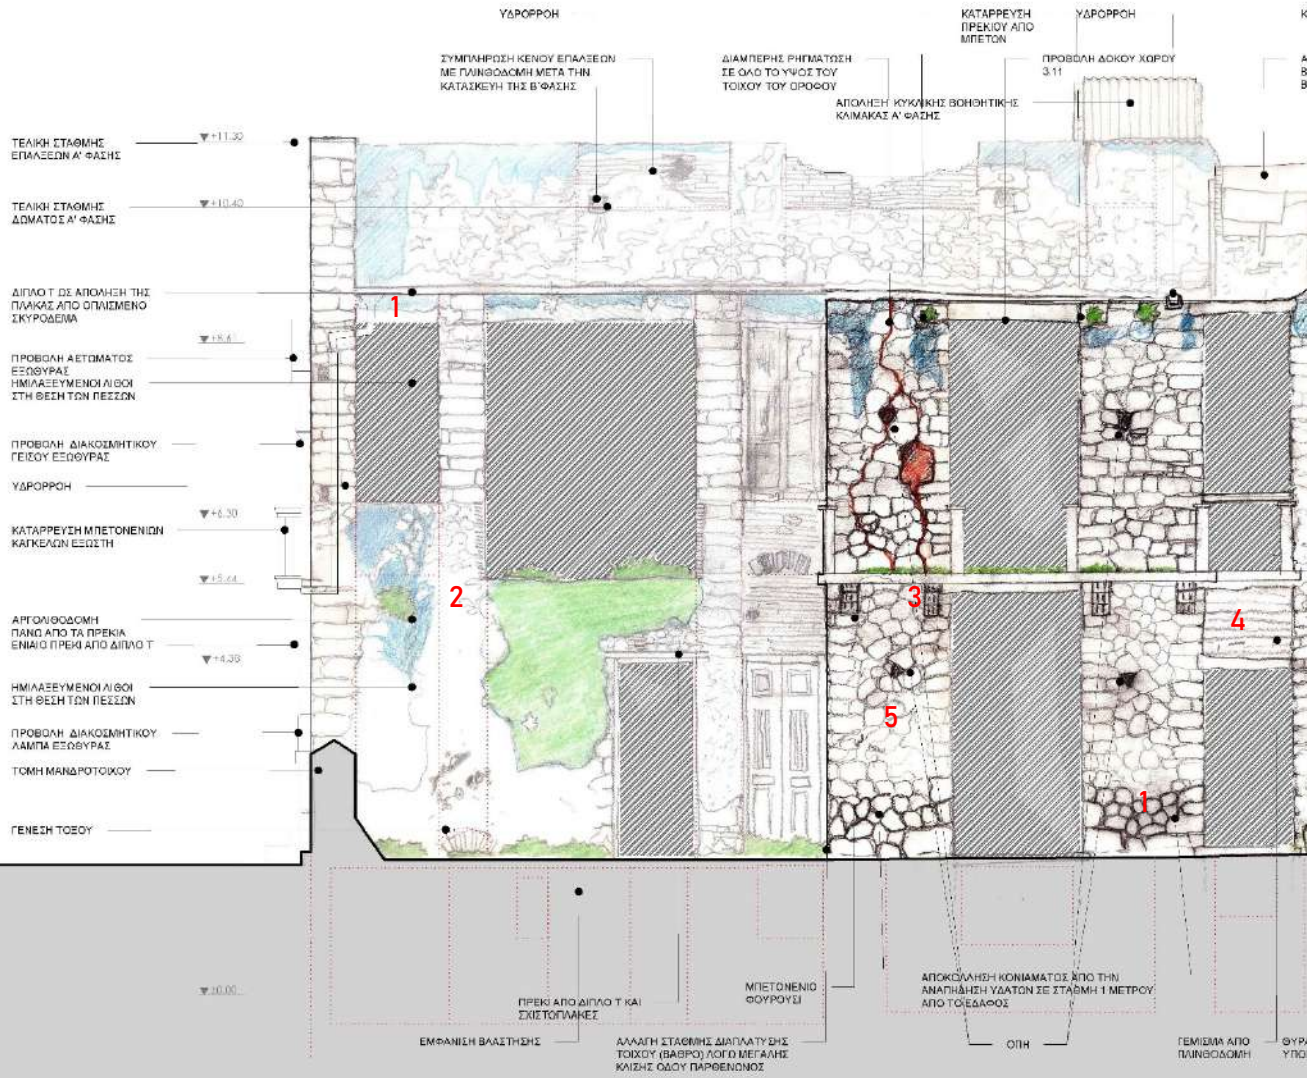 ΥΔΡΟΡΡΟΗ
ΚΑΤΑΡΡΕΥΣΗ
ΠΡΕΚΙΟΥ ΑΠΟ
ΜΠΕΤΟΝ
ΥΔΡΟΡΡΟΗ
ΣΥΜΠΛΗΡΩΣΗ ΚΕΝΟΥ ΕΠΑΛΞΕΩΝ
ΜΕ ΠΛΙΝΘΟΔΟΜΗ ΜΕΤΑ ΤΗΝ
ΚΑΤΑΣΚΕΥΗ ΤΗΣ Β'ΦΑΣΗΣ
ΔΙΑΜΠΕΡΗΣ ΡΗΓΜΑΤΩΣΗ
ΣΕ ΟΛΟ ΤΟ ΥΨΟΣ ΤΟΥ
ΤΟΙΧΟΥ ΤΟΥ ΟΡΟΦΟΥ
ΠΡΟΒΟΛΗ ΔΟΚΟΥ ΧΩΡΟΥ
3.11
ΑΠΟΛΗΞΗ ΚΥΚΛΙΚΗΣ ΒΟΗΘΗΤΙΚΗΣ
ΚΛΙΜΑΚΑΣ Α' ΦΑΣΗΣ
ΤΕΛΙΚΗ ΣΤΑΘΜΗΣ
ΕΠΑΛΞΕΩΝ Α' ΦΑΣΗΣ
+11.30
ΤΕΛΙΚΗ ΣΤΑΘΜΗΣ
ΔΩΜΑΤΟΣ Α' ΦΑΣΗΣ
+10.40
ΔΙΠΛΟ Τ ΩΣ ΑΠΟΛΗΞΗ ΤΗΣ
ΠΛΑΚΑΣ ΑΠΟ ΟΠΛΙΣΜΕΝΟ
ΣΚΥΡΟΔΕΜΑ
1
+8.61
ΠΡΟΒΟΛΗ ΑΕΤΩΜΑΤΟΣ
ΕΞΩΘΥΡΑΣ
ΗΜΙΛΑΞΕΥΜΕΝΟΙ ΛΙΘΟΙ
ΣΤΗ ΘΕΣΗ ΤΩΝ ΠΕΣΣΩΝ
ΠΡΟΒΟΛΗ ΔΙΑΚΟΣΜΗΤΙΚΟΥ
ΓΕΙΣΟΥ ΕΞΩΘΥΡΑΣ
ΥΔΡΟΡΡΟΗ
+6.30
ΚΑΤΑΡΡΕΥΣΗ ΜΠΕΤΟΝΕΝΙΩΝ
ΚΑΓΚΕΛΩΝ ΕΞΩΣΤΗ
+5.44
2
3
4
ΑΡΓΟΛΙΘΟΔΟΜΗ
ΠΑΝΩ ΑΠΟ ΤΑ ΠΡΕΚΙΑ
ΕΝΙΑΙΟ ΠΡΕΚΙ ΑΠΟ ΔΙΠΛΟ Τ
+4.36
ΗΜΙΛΑΞΕΥΜΕΝΟΙ ΛΙΘΟΙ
ΣΤΗ ΘΕΣΗ ΤΩΝ ΠΕΣΣΩΝ
5
ΠΡΟΒΟΛΗ ΔΙΑΚΟΣΜΗΤΙΚΟΥ
ΛΑΜΠΑ ΕΞΩΘΥΡΑΣ
ΤΟΜΗ ΜΑΝΔΡΟΤΟΙΧΟΥ
1
ΓΕΝΕΣΗ ΤΟΞΟΥ
±0.00
ΠΡΕΚΙ ΑΠΟ ΔΙΠΛΟ Τ ΚΑΙ
ΣΧΙΣΤΟΠΛΑΚΕΣ
ΜΠΕΤΟΝΕΝΙΟ
ΦΟΥΡΟΥΣΙ
ΑΠΟΚΟΛΛΗΣΗ ΚΟΝΙΑΜΑΤΟΣ ΑΠΟ ΤΗΝ
ΑΝΑΠΗΔΗΣΗ ΥΔΑΤΩΝ ΣΕ ΣΤΑΘΜΗ 1 ΜΕΤΡΟΥ
ΑΠΟ ΤΟ ΕΔΑΦΟΣ
ΕΜΦΑΝΙΣΗ ΒΛΑΣΤΗΣΗΣ
ΑΛΛΑΓΗ ΣΤΑΘΜΗΣ ΔΙΑΠΛΑΤΥΣΗΣ
ΤΟΙΧΟΥ (ΒΑΘΡΟ) ΛΟΓΩ ΜΕΓΑΛΗΣ
ΚΛΙΣΗΣ ΟΔΟΥ ΠΑΡΘΕΝΩΝΟΣ
ΟΠΗ
ΓΕΜΙΣΜΑ ΑΠΟ
ΠΛΙΝΘΟΔΟΜΗ